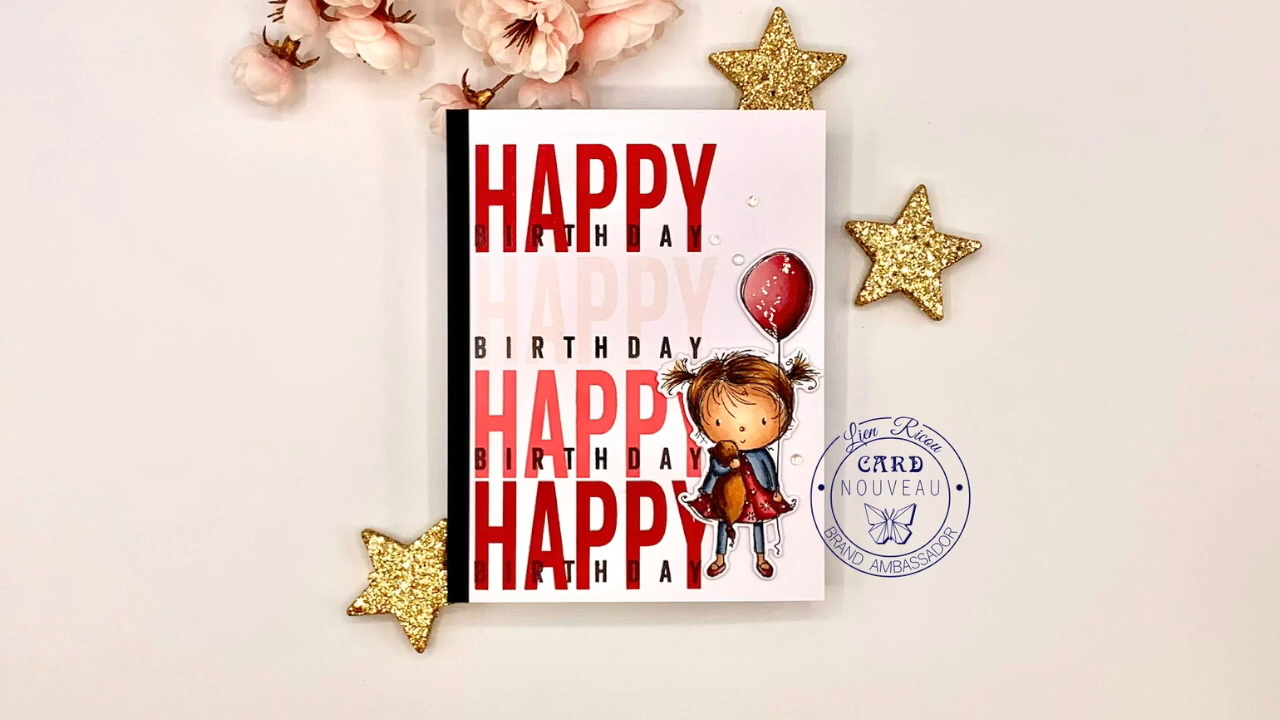 HAPPY
BIRTHDAY
HAPPY
BIRTHDAY
HAPPY
BIRTHDAY
HAPPY
BIRTHDAY
Lien Ricou
CARD
NOUVEAU
BRAND AMBASSADOR